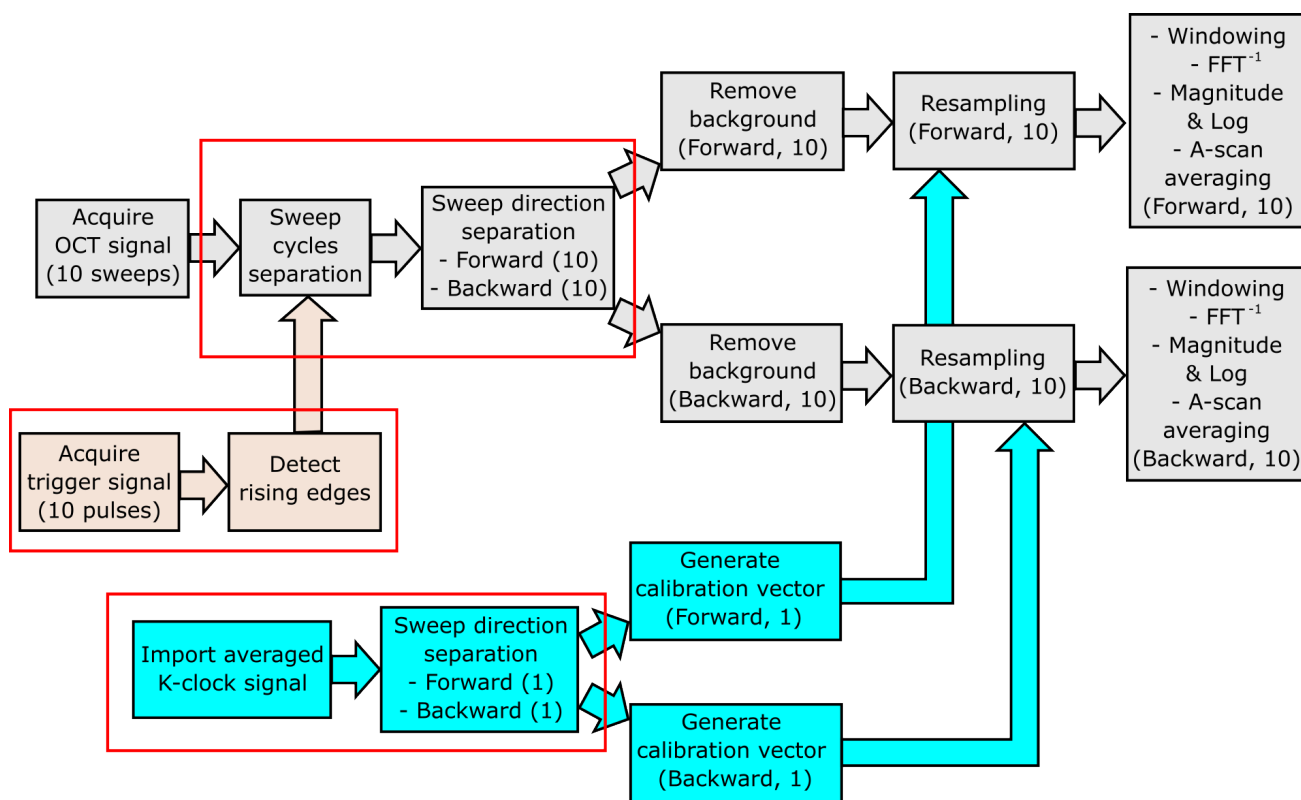 Acquire
OCT signal
(10 sweeps)
Sweep
cycles
separation
Sweep direction
separation
- Forward (10)
- Backward (10)
Remove
background
(Forward, 10)
Resampling
(Forward, 10)
- Windowing
- FFT⁻¹
- Magnitude
& Log
- A-scan
averaging
(Forward, 10)
Remove
background
(Backward, 10)
Resampling
(Backward, 10)
- Windowing
- FFT⁻¹
- Magnitude
& Log
- A-scan
averaging
(Backward, 10)
Acquire
trigger signal
(10 pulses)
Detect
rising edges
Import averaged
K-clock signal
Sweep direction
separation
- Forward (1)
- Backward (1)
Generate
calibration vector
(Forward, 1)
Generate
calibration vector
(Backward, 1)